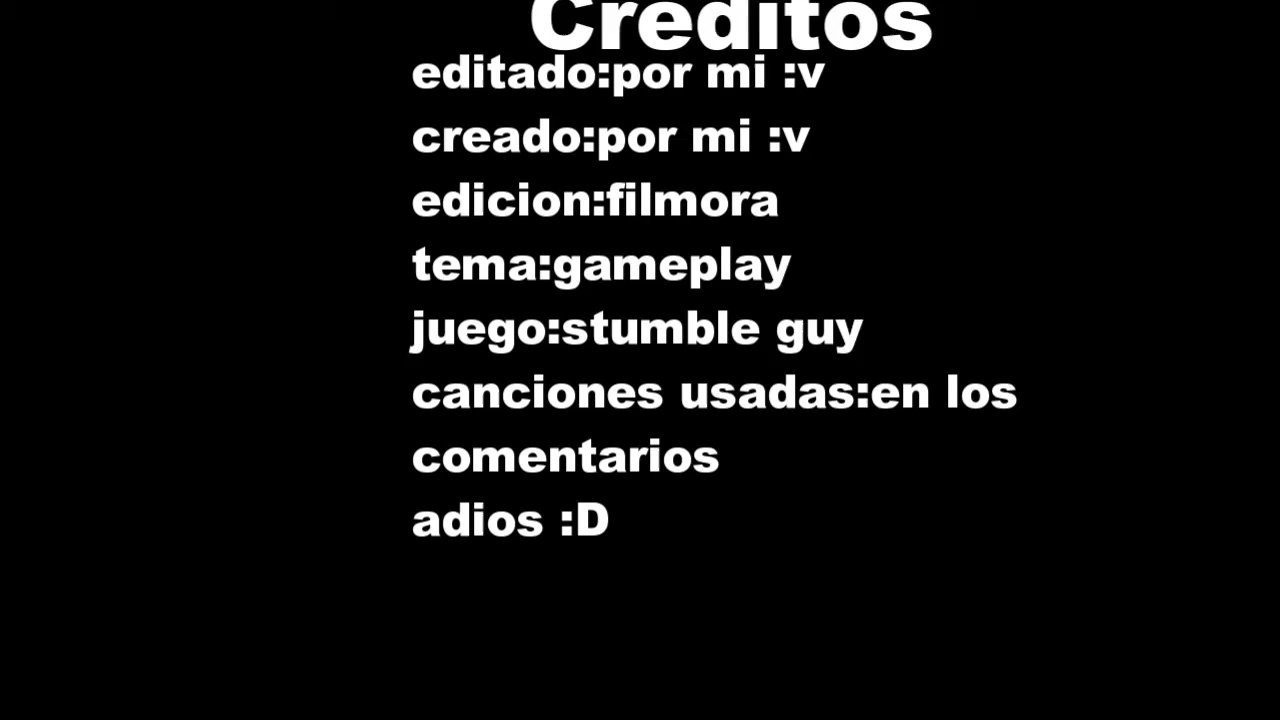 Creditos
editado:por mi :v
creado:por mi :v
edicion:filmora
tema:gameplay
juego:stumble guy
canciones usadas:en los
comentarios
adios :D